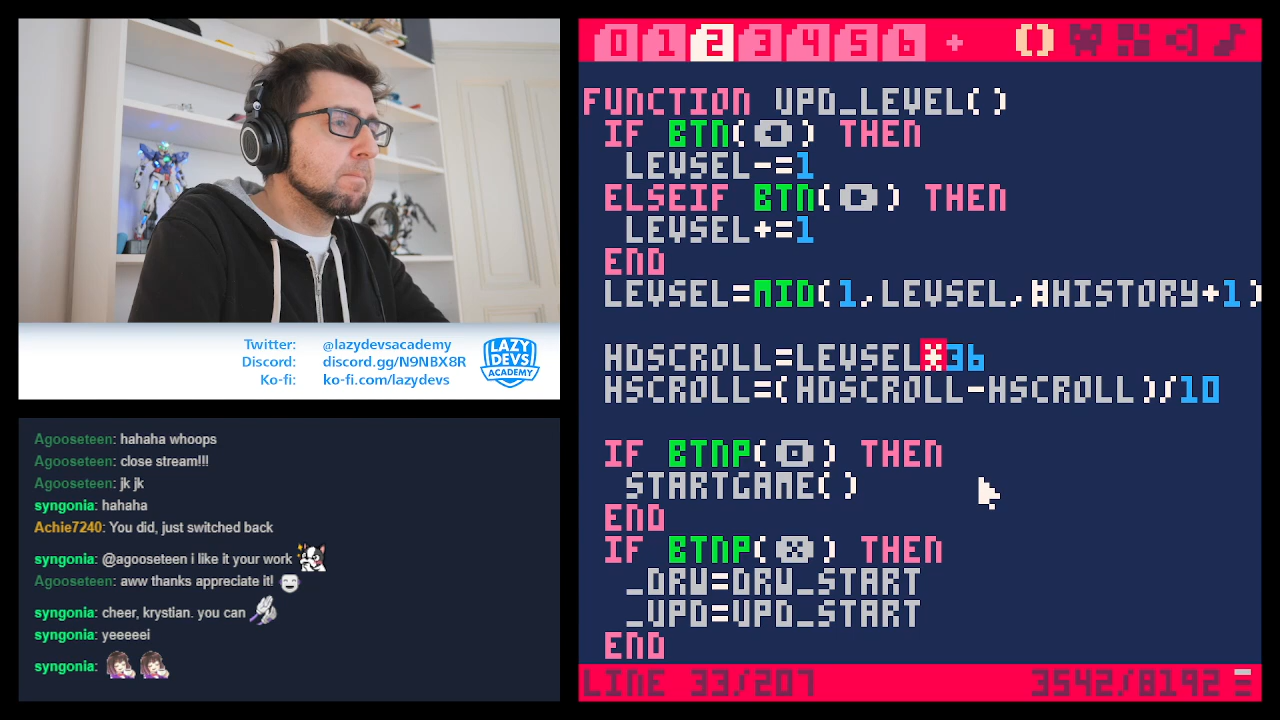 Twitter: @lazydevsacademy
Discord: discord.gg/N9NBX8R
Ko-fi: ko-fi.com/lazydevs
LAZY
DEVS
ACADEMY
Agooseteen: hahaha whoops
Agooseteen: close stream!!!
Agooseteen: jk jk
syngonia: hahaha
Achie7240: You did, just switched back
syngonia: @agooseteen i like it your work
Agooseteen: aww thanks appreciate it!
syngonia: cheer, krystian. you can
syngonia: yeeeeei
syngonia:
0 1 2 3 4 5 6 + ()
FUNCTION UPD_LEVEL()
IF BTN(⬅️) THEN
LEVSEL-=1
ELSEIF BTN(➡️) THEN
LEVSEL+=1
END
LEVSEL=MID(1,LEVSEL,#HISTORY+1)
HDSCROLL=LEVSEL*36
HSCROLL=(HDSCROLL-HSCROLL)/10
IF BTNP(🅾️) THEN
STARTGAME()
END
IF BTNP(❎) THEN
_DRW=DRW_START
_UPD=UPD_START
END
LINE 33/207 3542/8192